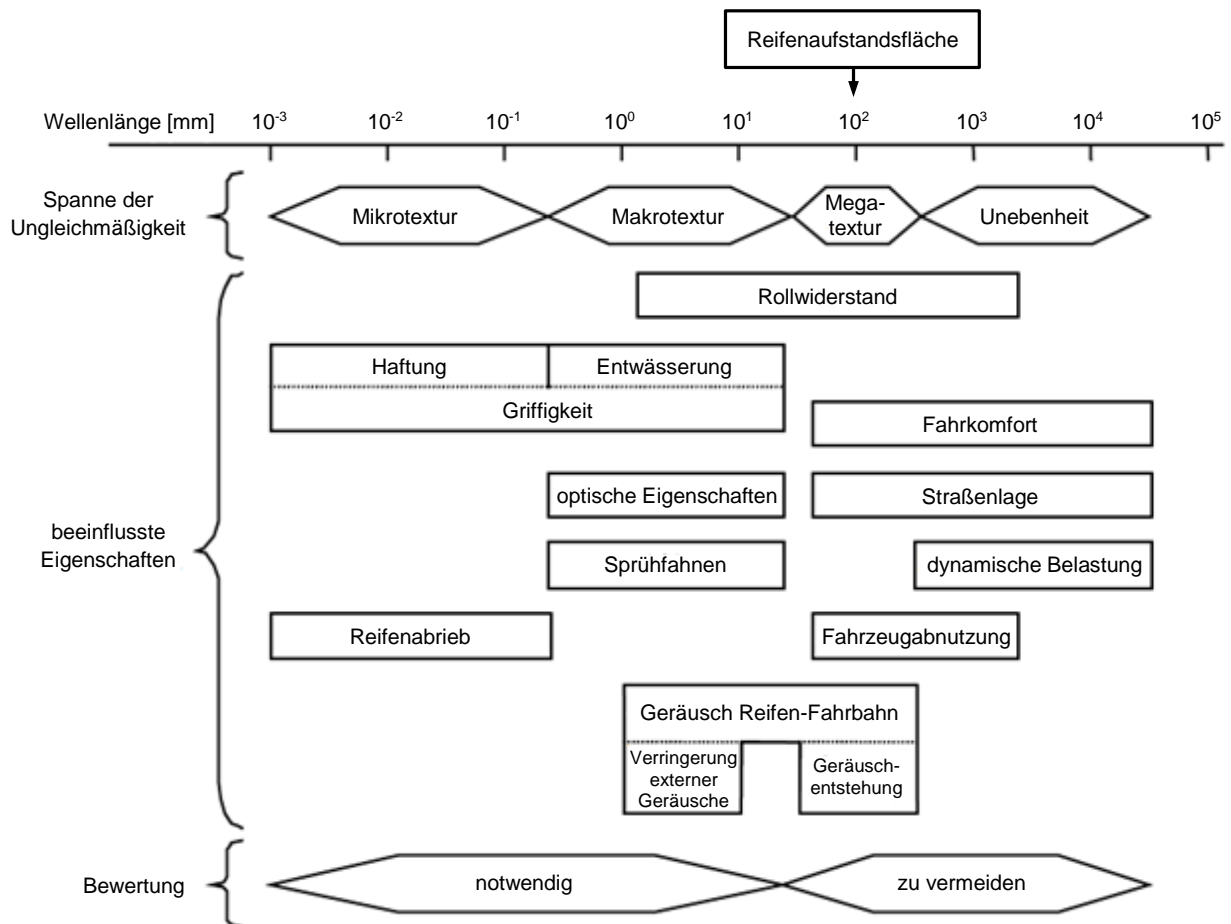 Reifenaufstandsfläche
Wellenlänge [mm] 10⁻³ 10⁻² 10⁻¹ 10⁰ 10¹ 10² 10³ 10⁴ 10⁵
Spanne der
Ungleichmäßigkeit
Mikrotextur
Makrotextur
Mega-
textur
Unebenheit
beeinflusste
Eigenschaften
Rollwiderstand
Haftung
Entwässerung
Griffigkeit
Fahrkomfort
optische Eigenschaften
Straßenlage
Sprühfahnen
dynamische Belastung
Reifenabrieb
Fahrzeugabnutzung
Geräusch Reifen-Fahrbahn
Verringerung
externer
Geräusche
Geräusch-
entstehung
Bewertung
notwendig
zu vermeiden